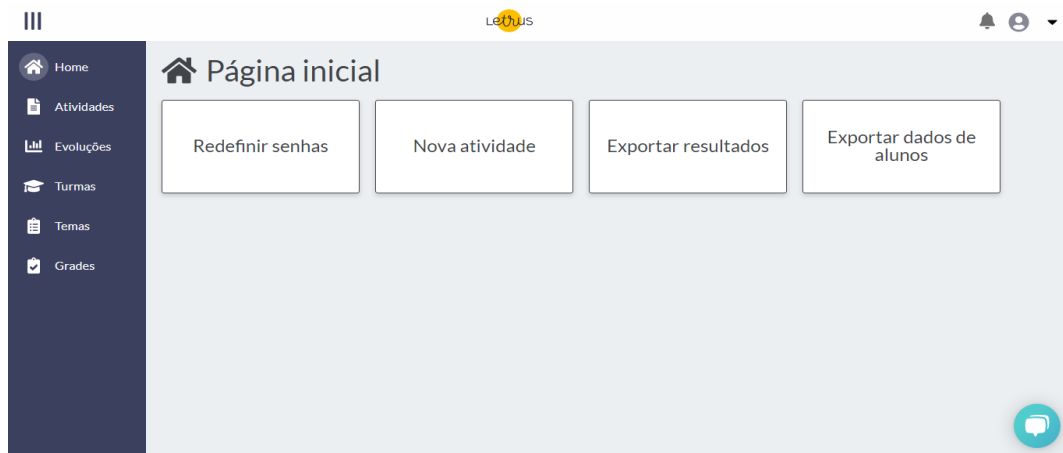 Letrus
Home
Atividades
Evoluções
Turmas
Temas
Grades
Página inicial
Redefinir senhas
Nova atividade
Exportar resultados
Exportar dados de
alunos